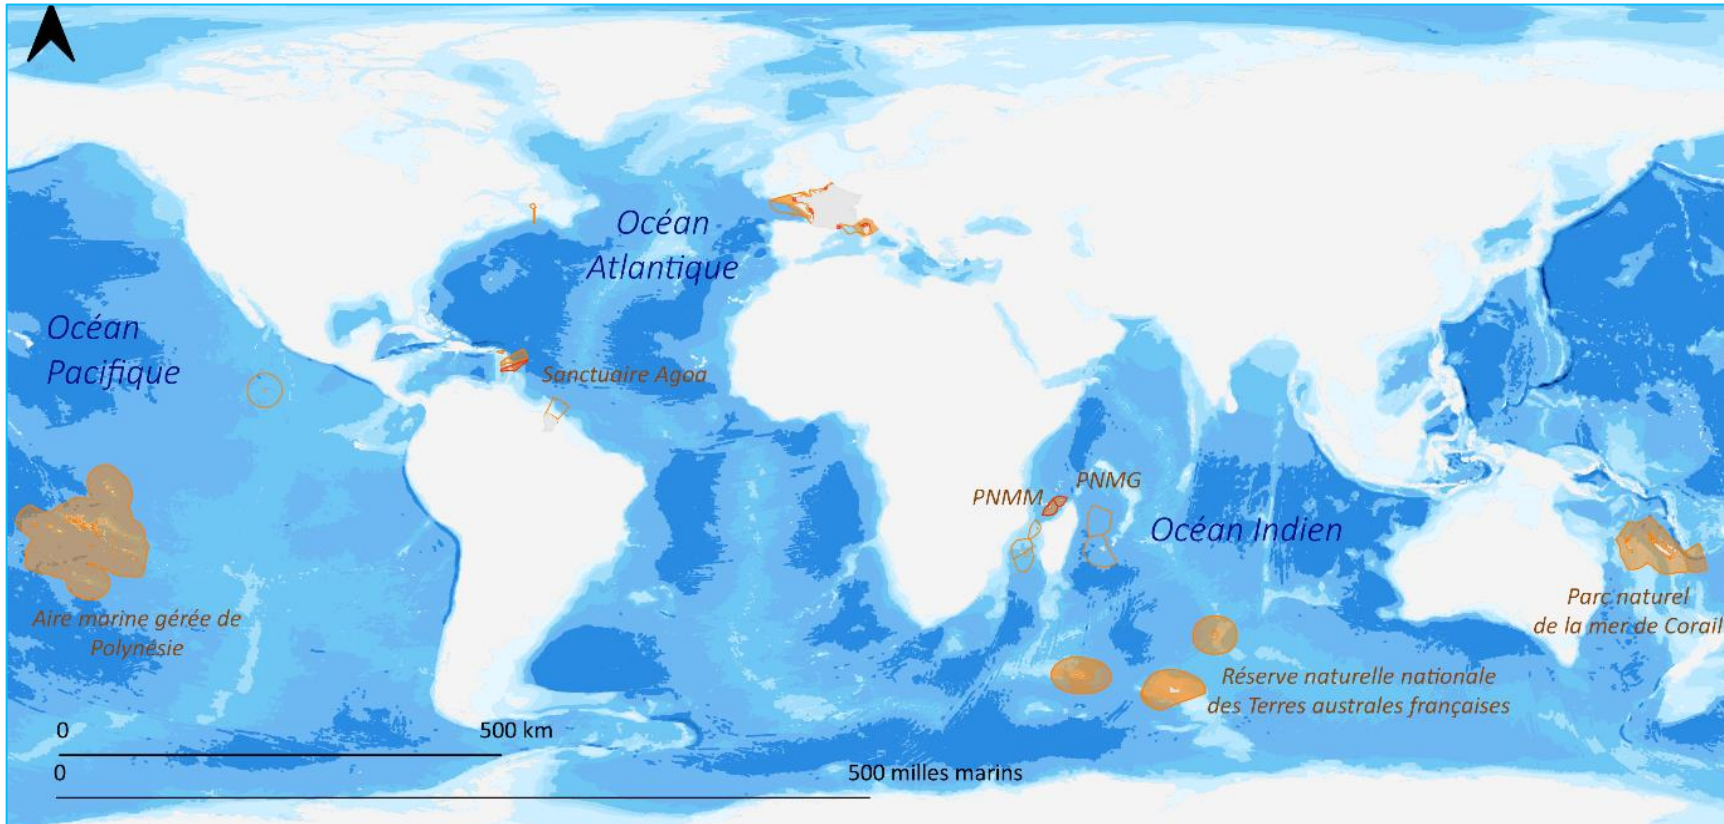 Océan
Atlantique
Océan
Pacifique
Sanctuaire Agoa
PNMM
PNMG
Océan Indien
Aire marine gérée de
Polynésie
Parc naturel
de la mer de Corail
Réserve naturelle nationale
des Terres australes françaises
0
500 km
0
500 milles marins